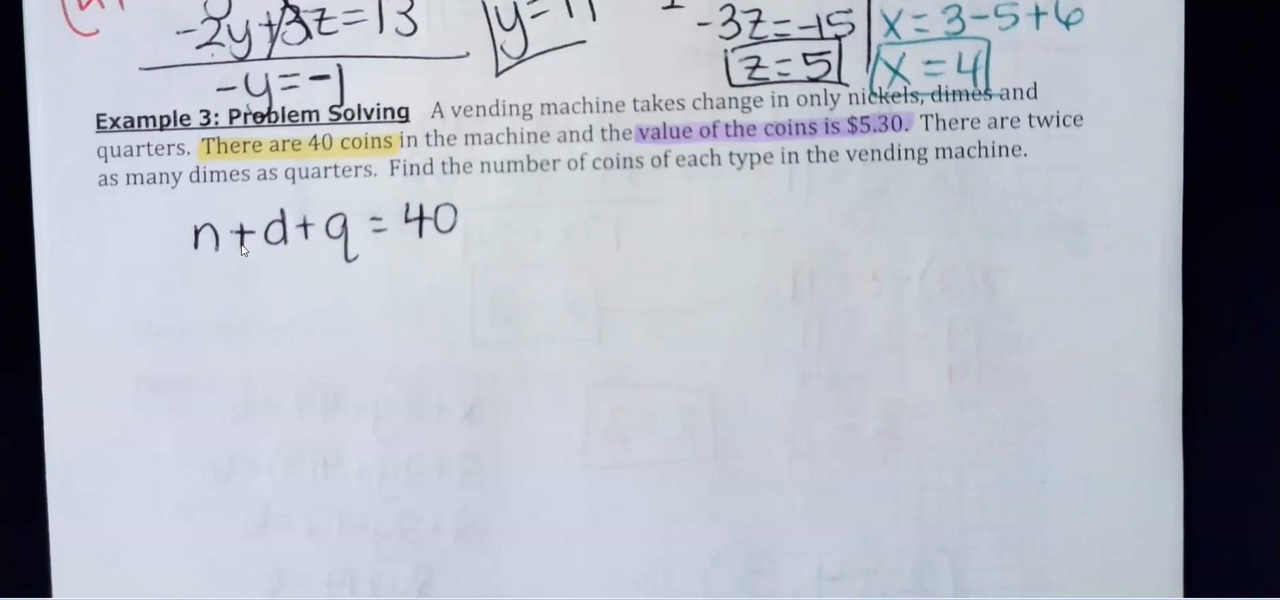 -2y+3z=13
-y=-1
y=11
-3z=-15
z=5
x=3-5+6
x=4
Example 3: Problem Solving A vending machine takes change in only nickels, dimes and
quarters. There are 40 coins in the machine and the value of the coins is $5.30. There are twice
as many dimes as quarters. Find the number of coins of each type in the vending machine.
n+d+q=40